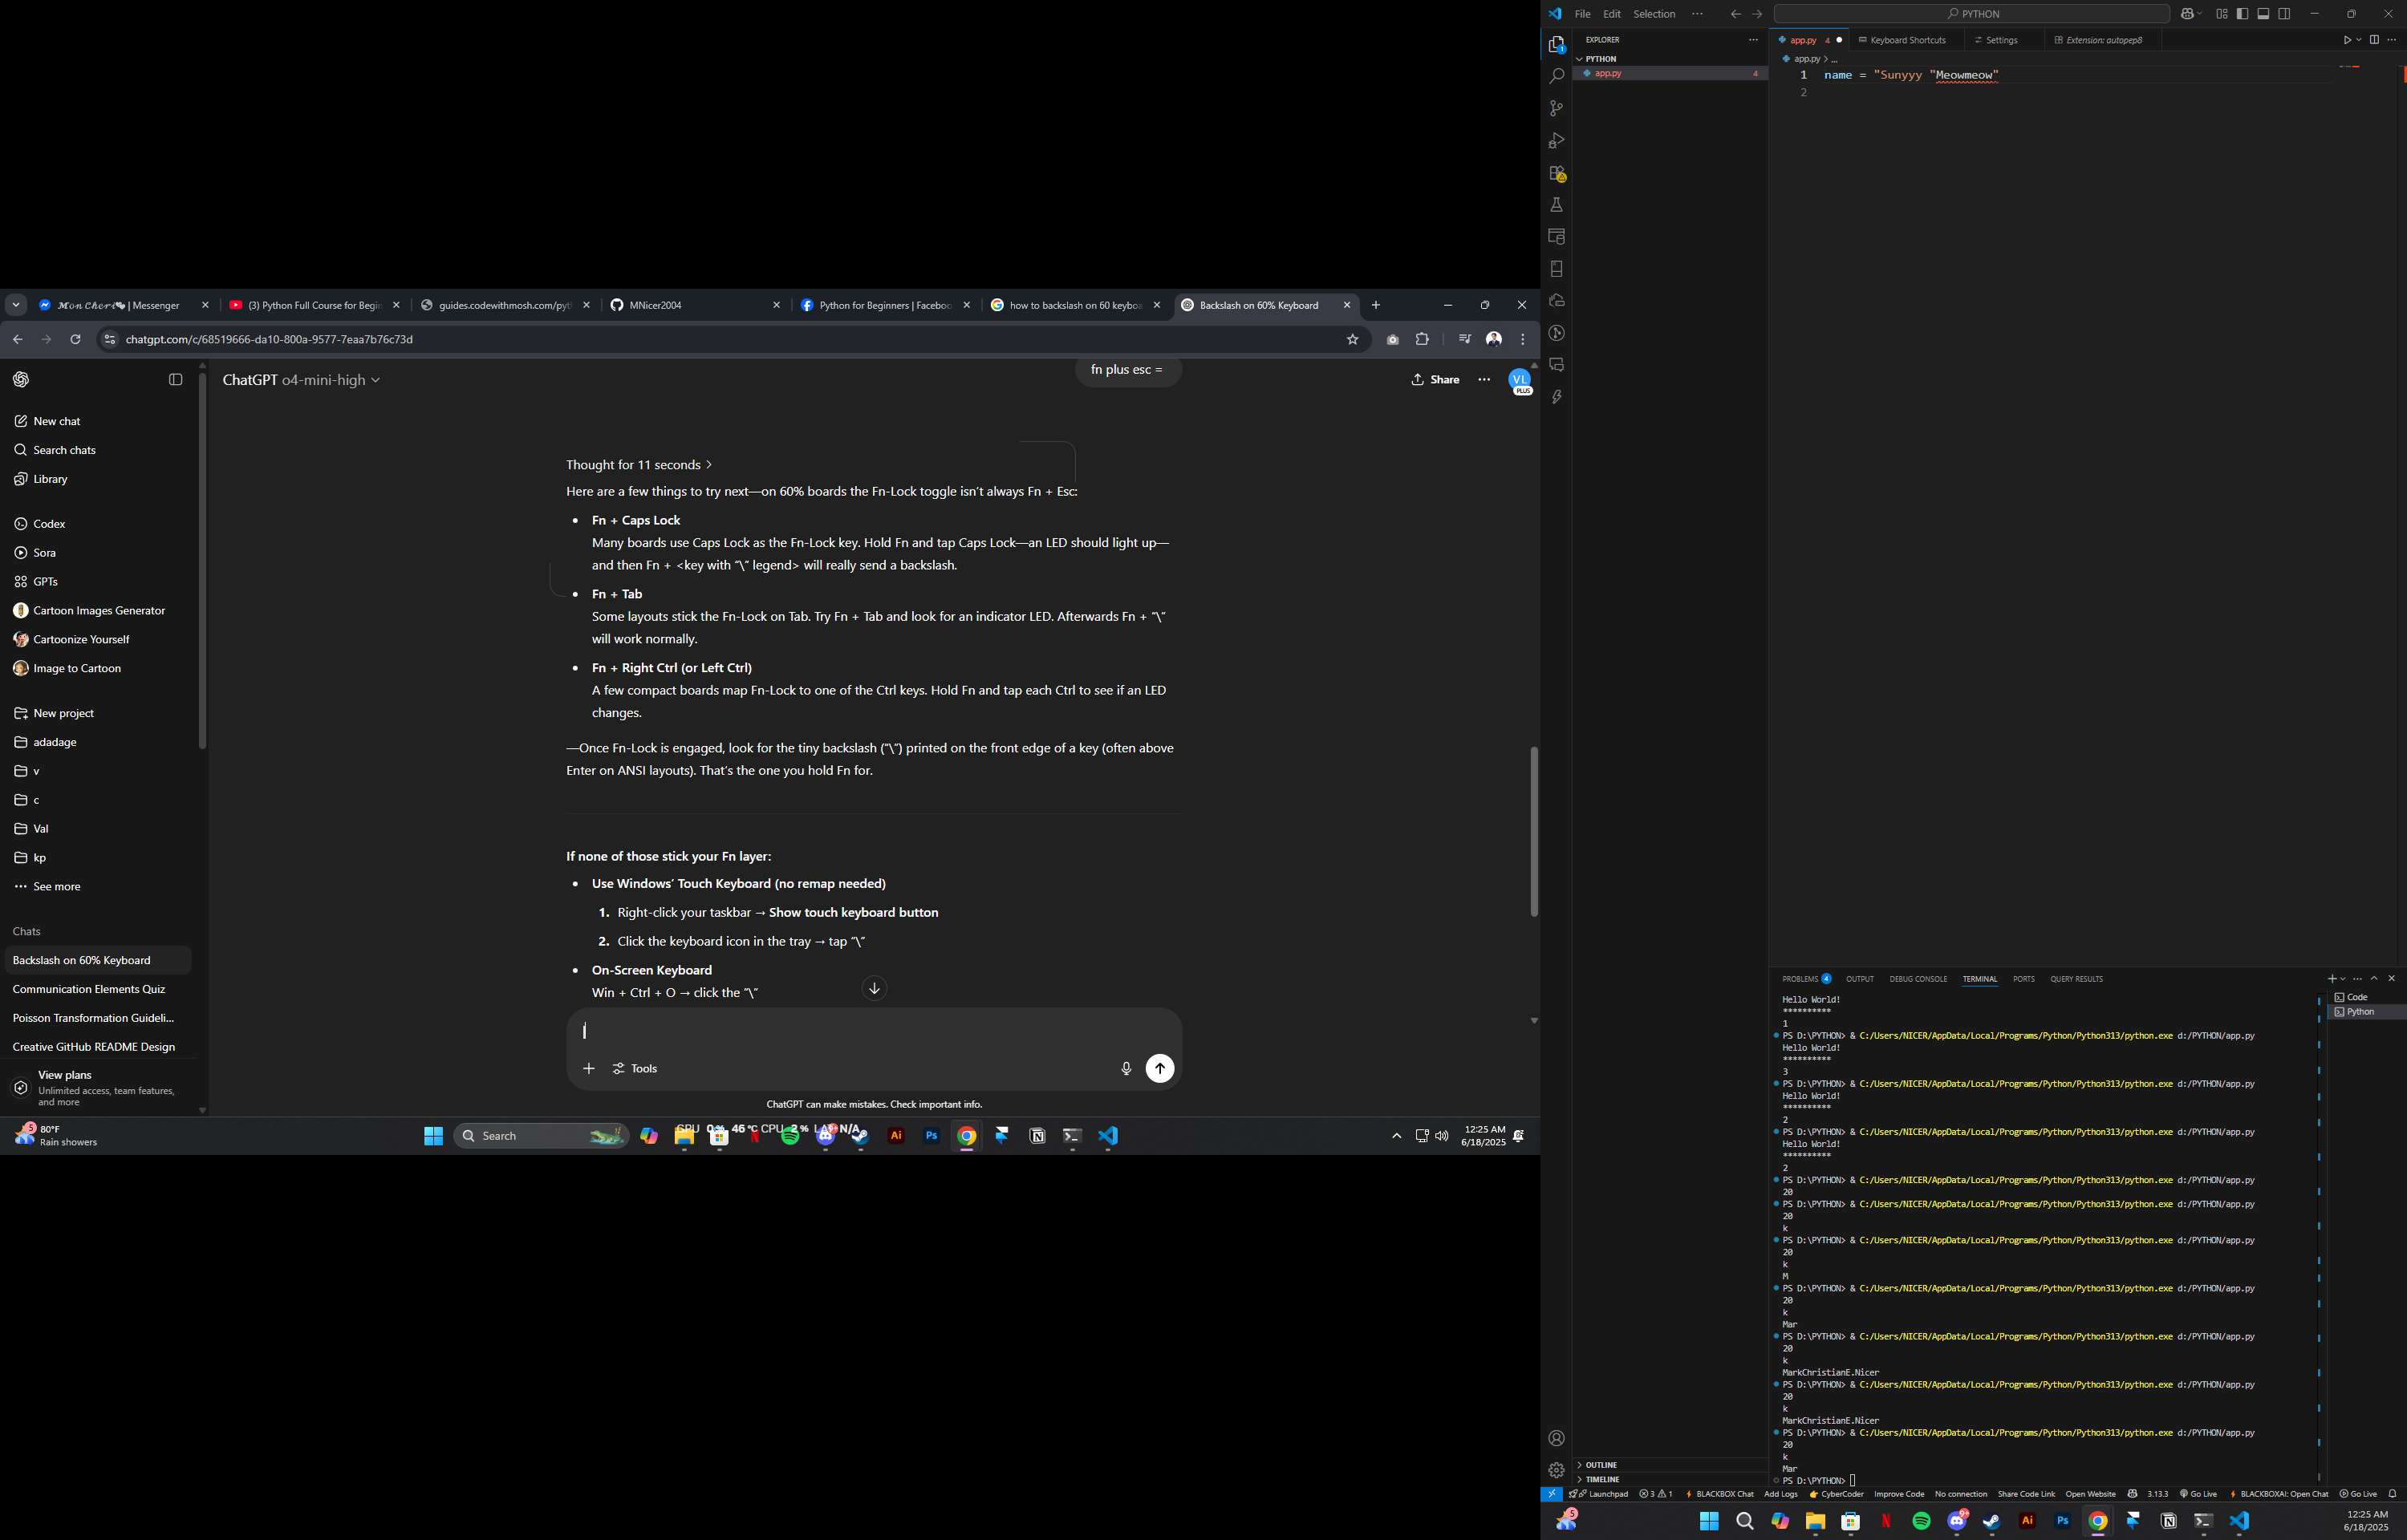 𝓜𝓸𝓷 𝓒𝓱𝓮𝓻𝓲 | Messenger
(3) Python Full Course for Begin
guides.codewithmosh.com/pyt
MNicer2004
Python for Beginners | Faceboo
how to backslash on 60 keyboa
Backslash on 60% Keyboard
chatgpt.com/c/68519666-da10-800a-9577-7eaa7b76c73d
ChatGPT o4-mini-high
fn plus esc =
Share
VL
PLUS
New chat
Search chats
Library
Codex
Sora
GPTs
Cartoon Images Generator
Cartoonize Yourself
Image to Cartoon
New project
adadage
v
c
Val
kp
See more
Chats
Backslash on 60% Keyboard
Communication Elements Quiz
Poisson Transformation Guideli...
Creative GitHub README Design
View plans
Unlimited access, team features,
and more
Thought for 11 seconds
Here are a few things to try next—on 60% boards the Fn-Lock toggle isn’t always Fn + Esc:
Fn + Caps Lock
Many boards use Caps Lock as the Fn-Lock key. Hold Fn and tap Caps Lock—an LED should light up—
and then Fn + <key with “\” legend> will really send a backslash.
Fn + Tab
Some layouts stick the Fn-Lock on Tab. Try Fn + Tab and look for an indicator LED. Afterwards Fn + “\”
will work normally.
Fn + Right Ctrl (or Left Ctrl)
A few compact boards map Fn-Lock to one of the Ctrl keys. Hold Fn and tap each Ctrl to see if an LED
changes.
—Once Fn-Lock is engaged, look for the tiny backslash (“\”) printed on the front edge of a key (often above
Enter on ANSI layouts). That’s the one you hold Fn for.
If none of those stick your Fn layer:
Use Windows’ Touch Keyboard (no remap needed)
1. Right-click your taskbar → Show touch keyboard button
2. Click the keyboard icon in the tray → tap “\”
On-Screen Keyboard
Win + Ctrl + O → click the “\”
Tools
ChatGPT can make mistakes. Check important info.
5
80°F
Rain showers
Search
GPU 0% 46 °C CPU 2% LAT N/A
Ai
Ps
12:25 AM
6/18/2025
File Edit Selection ···
PYTHON
EXPLORER
PYTHON
app.py 4
app.py 4
Keyboard Shortcuts
Settings
Extension: autopep8
app.py > ...
1 name = "Sunyyy "Meowmeow"
2
PROBLEMS 4 OUTPUT DEBUG CONSOLE TERMINAL PORTS QUERY RESULTS
Code
Python
Hello World!
**********
1
PS D:\PYTHON> & C:/Users/NICER/AppData/Local/Programs/Python/Python313/python.exe d:/PYTHON/app.py
Hello World!
**********
3
PS D:\PYTHON> & C:/Users/NICER/AppData/Local/Programs/Python/Python313/python.exe d:/PYTHON/app.py
Hello World!
**********
2
PS D:\PYTHON> & C:/Users/NICER/AppData/Local/Programs/Python/Python313/python.exe d:/PYTHON/app.py
Hello World!
**********
2
PS D:\PYTHON> & C:/Users/NICER/AppData/Local/Programs/Python/Python313/python.exe d:/PYTHON/app.py
20
PS D:\PYTHON> & C:/Users/NICER/AppData/Local/Programs/Python/Python313/python.exe d:/PYTHON/app.py
20
k
PS D:\PYTHON> & C:/Users/NICER/AppData/Local/Programs/Python/Python313/python.exe d:/PYTHON/app.py
20
k
M
PS D:\PYTHON> & C:/Users/NICER/AppData/Local/Programs/Python/Python313/python.exe d:/PYTHON/app.py
20
k
Mar
PS D:\PYTHON> & C:/Users/NICER/AppData/Local/Programs/Python/Python313/python.exe d:/PYTHON/app.py
20
k
MarkChristianE.Nicer
PS D:\PYTHON> & C:/Users/NICER/AppData/Local/Programs/Python/Python313/python.exe d:/PYTHON/app.py
20
k
MarkChristianE.Nicer
PS D:\PYTHON> & C:/Users/NICER/AppData/Local/Programs/Python/Python313/python.exe d:/PYTHON/app.py
20
k
Mar
PS D:\PYTHON>
OUTLINE
TIMELINE
Launchpad 3 1 BLACKBOX Chat Add Logs CyberCoder Improve Code No connection Share Code Link Open Website 3.13.3 Go Live BLACKBOXAI: Open Chat Go Live
5
Ai
Ps
12:25 AM
6/18/2025